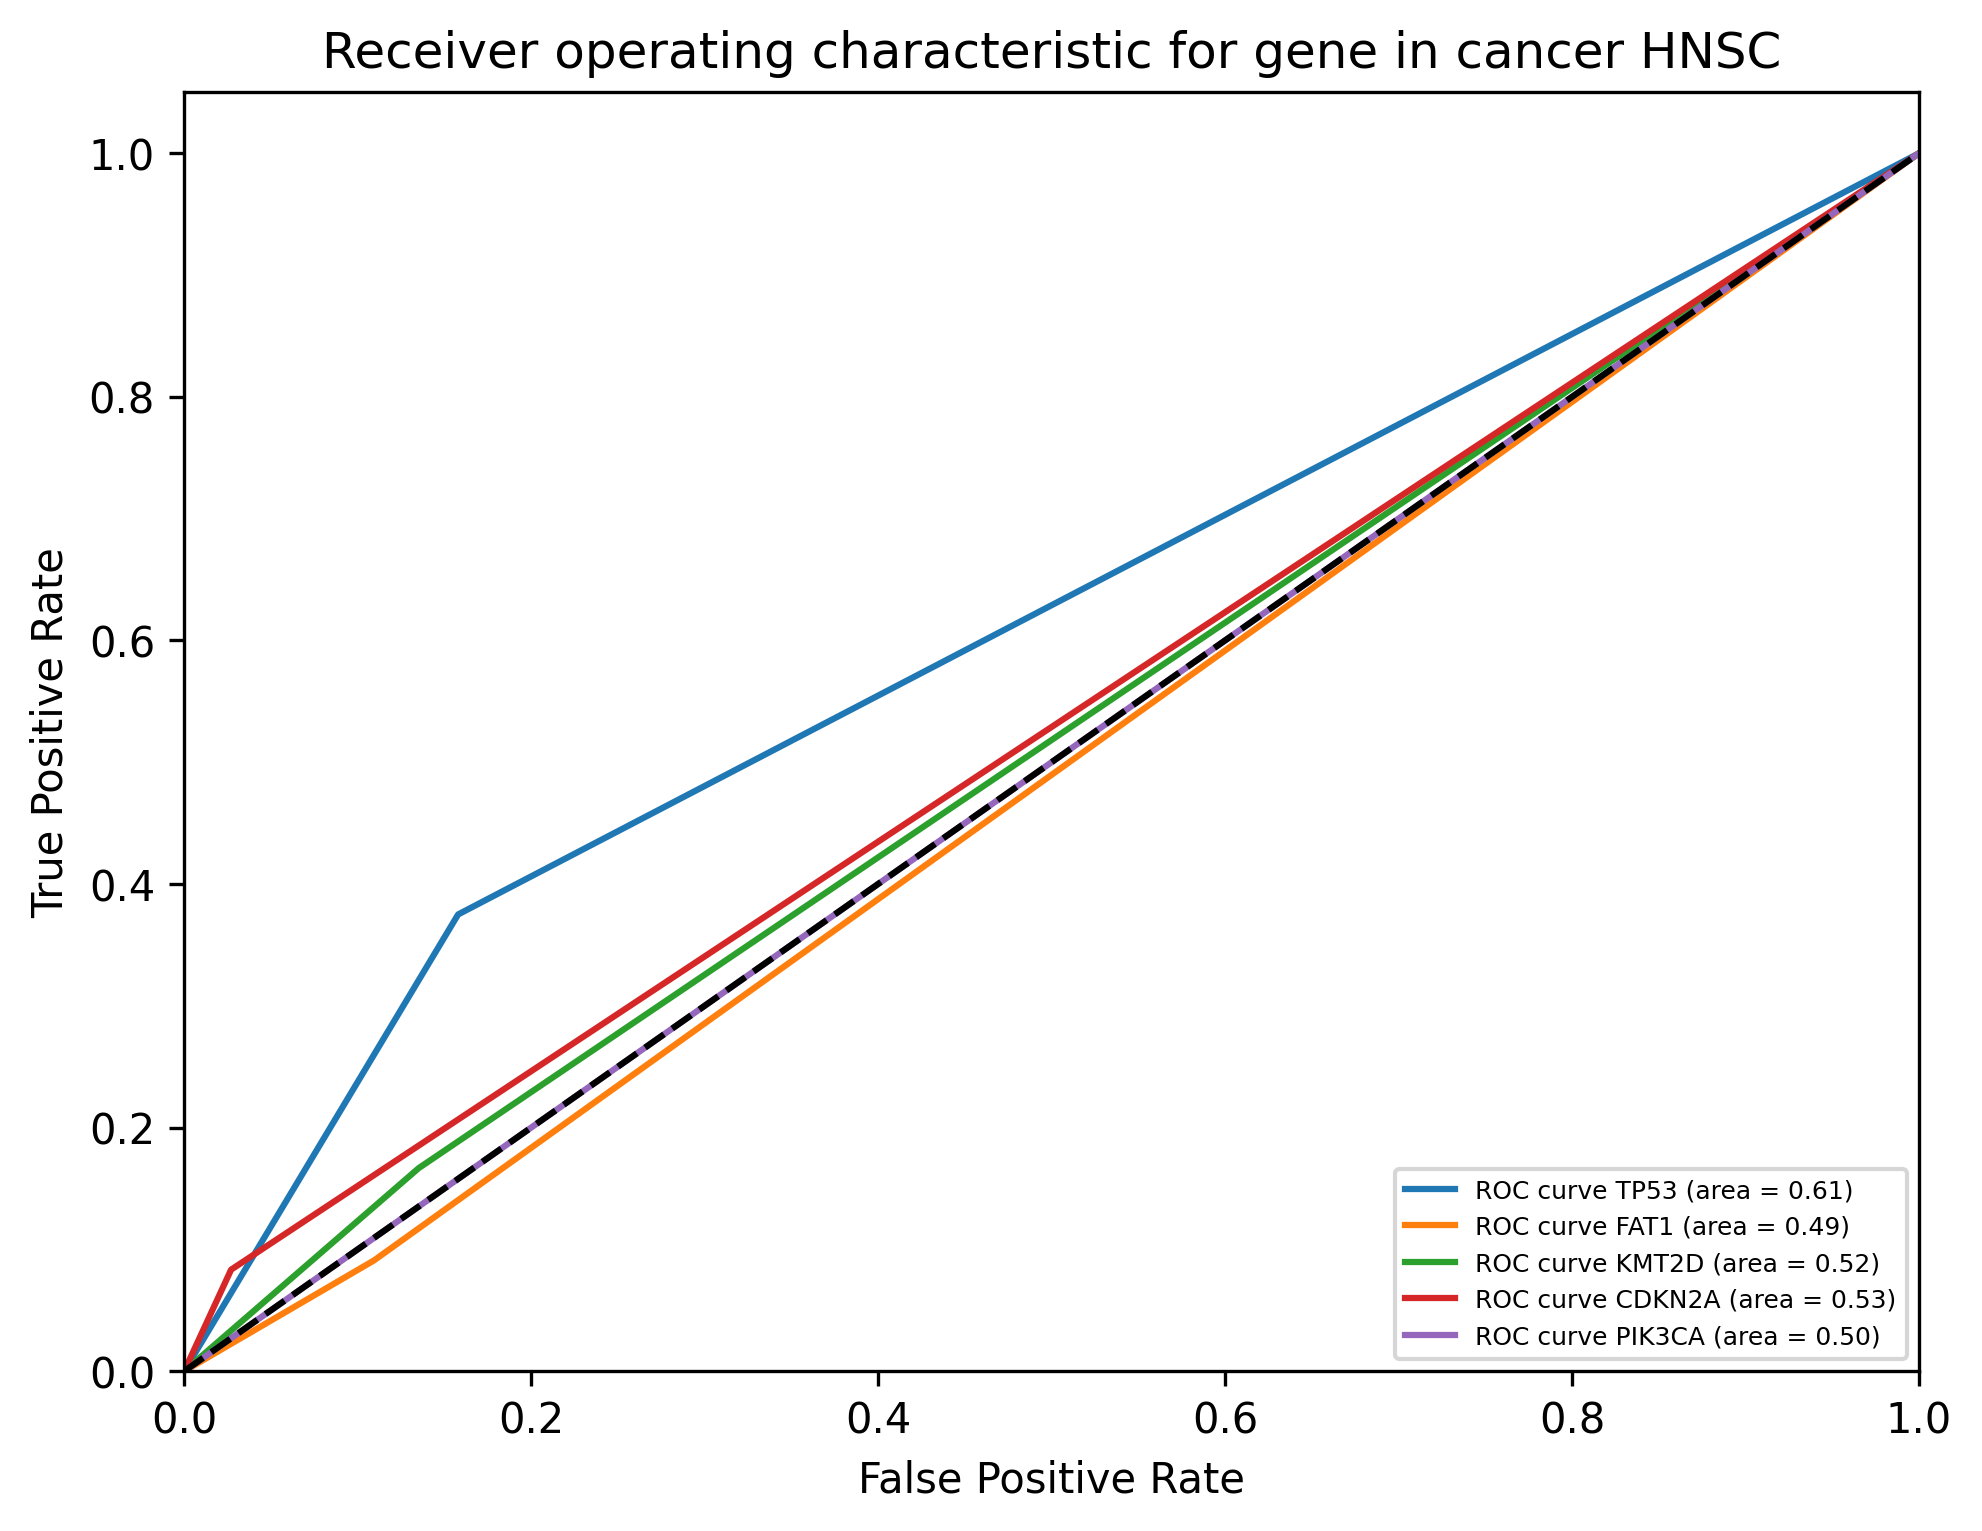 Receiver operating characteristic for gene in cancer HNSC
True Positive Rate
1.0
0.8
0.6
0.4
0.2
0.0
0.0 0.2 0.4 0.6 0.8 1.0
False Positive Rate
ROC curve TP53 (area = 0.61)
ROC curve FAT1 (area = 0.49)
ROC curve KMT2D (area = 0.52)
ROC curve CDKN2A (area = 0.53)
ROC curve PIK3CA (area = 0.50)